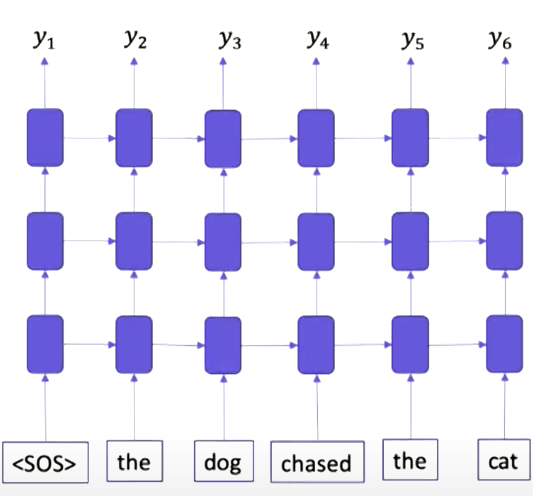 y₁ y₂ y₃ y₄ y₅ y₆
<SOS> the dog chased the cat